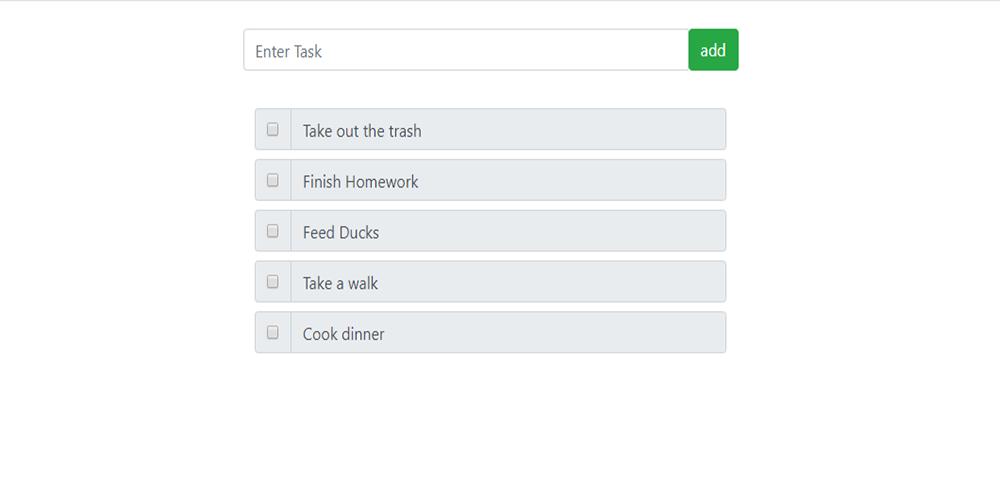 Enter Task
add
Take out the trash
Finish Homework
Feed Ducks
Take a walk
Cook dinner